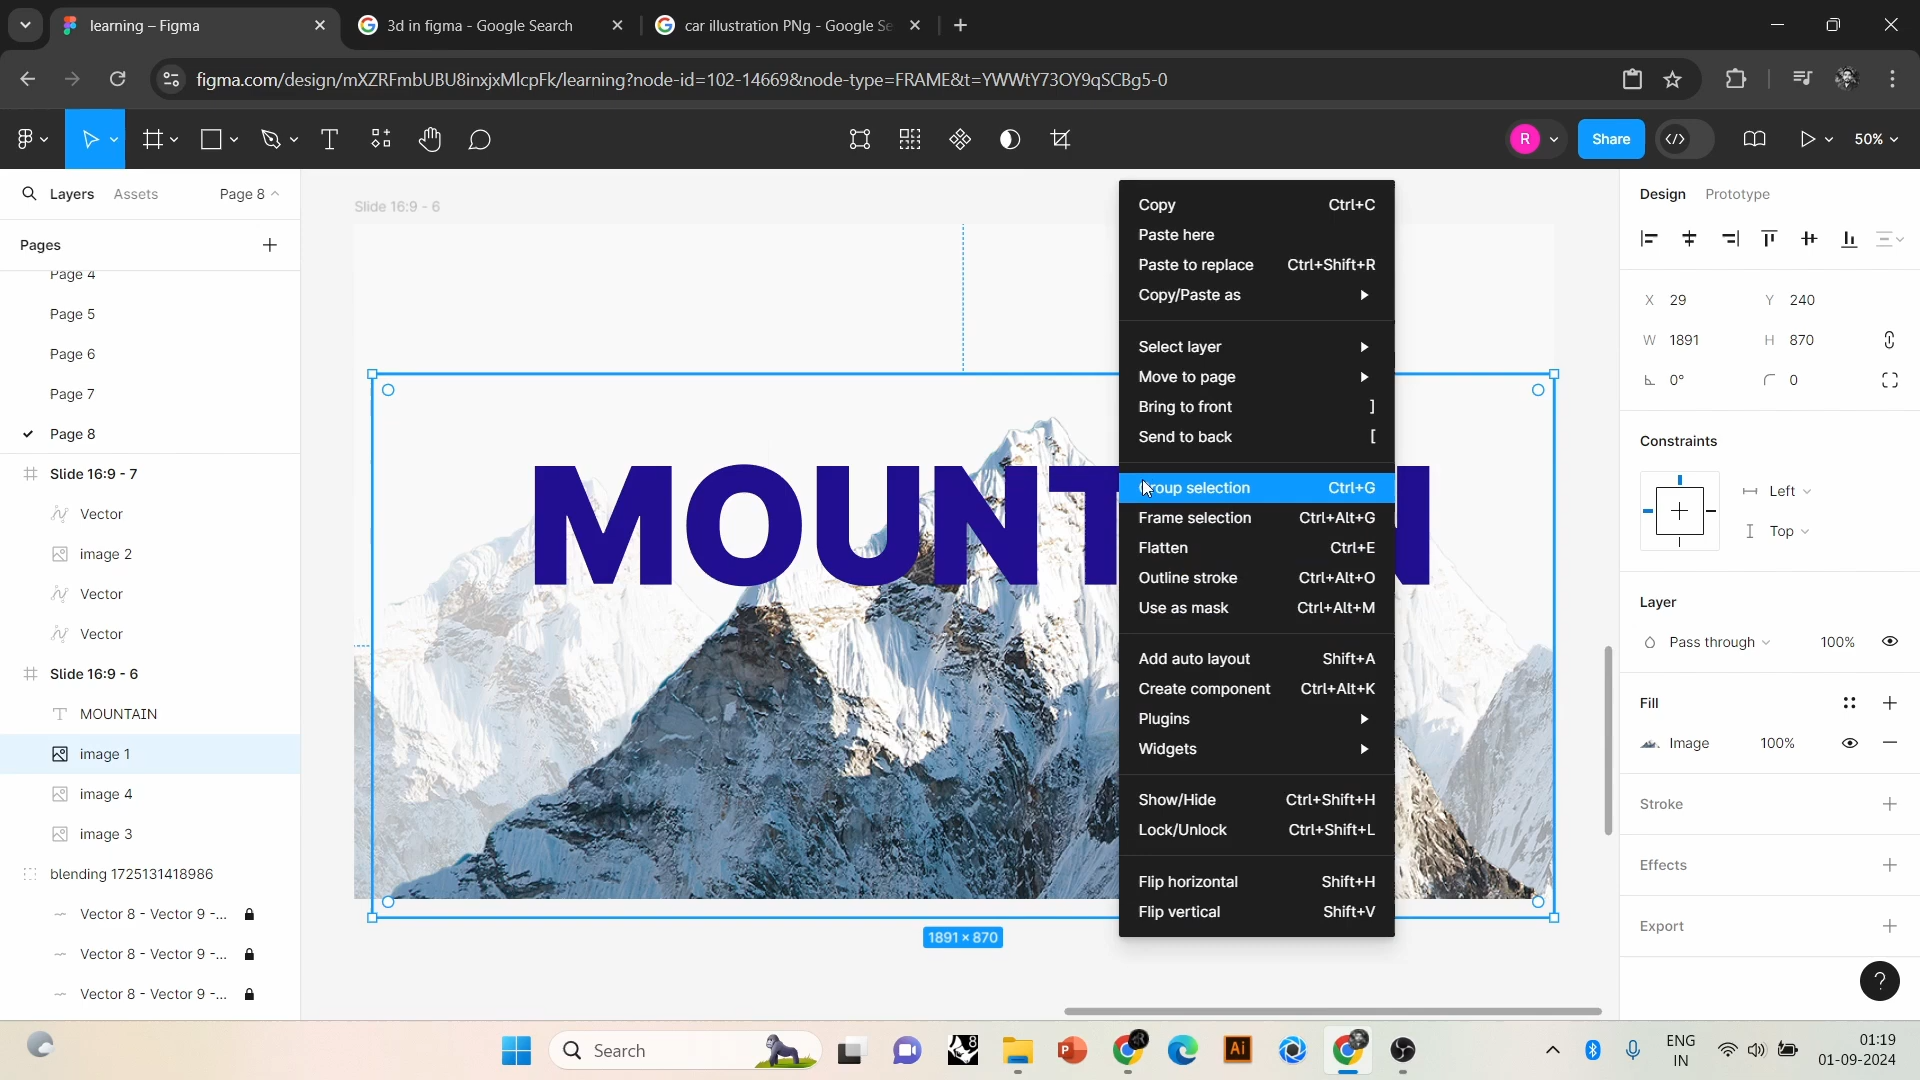 learning – Figma
3d in figma - Google Search
car illustration PNg - Google Se
figma.com/design/mXZRFmbUBU8inxjxMlcpFk/learning?node-id=102-14669&node-type=FRAME&t=YWWtY73OY9qSCBg5-0
R
Share
50%
Layers
Assets
Page 8
Pages
Page 4
Page 5
Page 6
Page 7
Page 8
Slide 16:9 - 7
Vector
image 2
Vector
Vector
Slide 16:9 - 6
MOUNTAIN
image 1
image 4
image 3
blending 1725131418986
Vector 8 - Vector 9 -...
Vector 8 - Vector 9 -...
Vector 8 - Vector 9 -...
Slide 16:9 - 6
MOUNT
N
1891 × 870
Copy Ctrl+C
Paste here
Paste to replace Ctrl+Shift+R
Copy/Paste as
Select layer
Move to page
Bring to front ]
Send to back [
Group selection Ctrl+G
Frame selection Ctrl+Alt+G
Flatten Ctrl+E
Outline stroke Ctrl+Alt+O
Use as mask Ctrl+Alt+M
Add auto layout Shift+A
Create component Ctrl+Alt+K
Plugins
Widgets
Show/Hide Ctrl+Shift+H
Lock/Unlock Ctrl+Shift+L
Flip horizontal Shift+H
Flip vertical Shift+V
Design
Prototype
X 29 Y 240
W 1891 H 870
0° 0
Constraints
Left
Top
Layer
Pass through 100%
Fill
Image 100%
Stroke
Effects
Export
?
Search
8
P
Ai
ENG
IN
01:19
01-09-2024